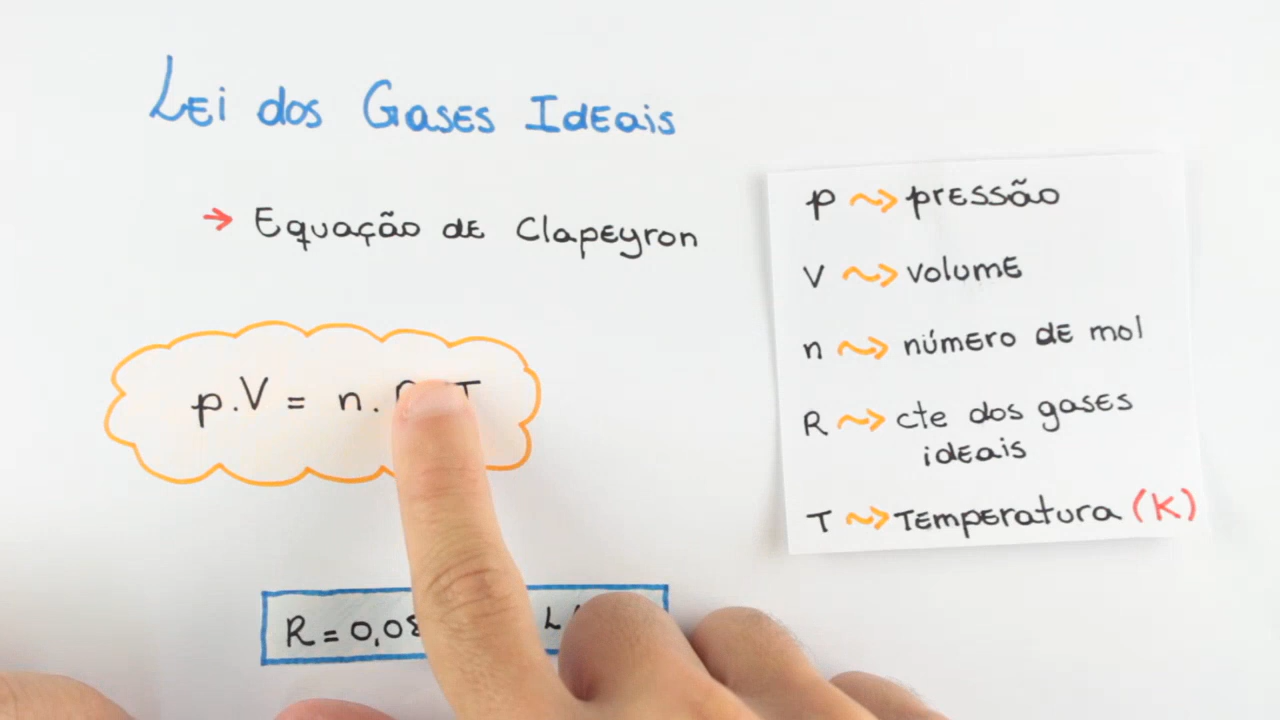 Lei dos Gases Ideais
→ Equação de Clapeyron
p.V = n.
p ~> pressão
V ~> volume
n ~> número de mol
R ~> cte dos gases
ideais
T ~> Temperatura (K)
R = 0,08